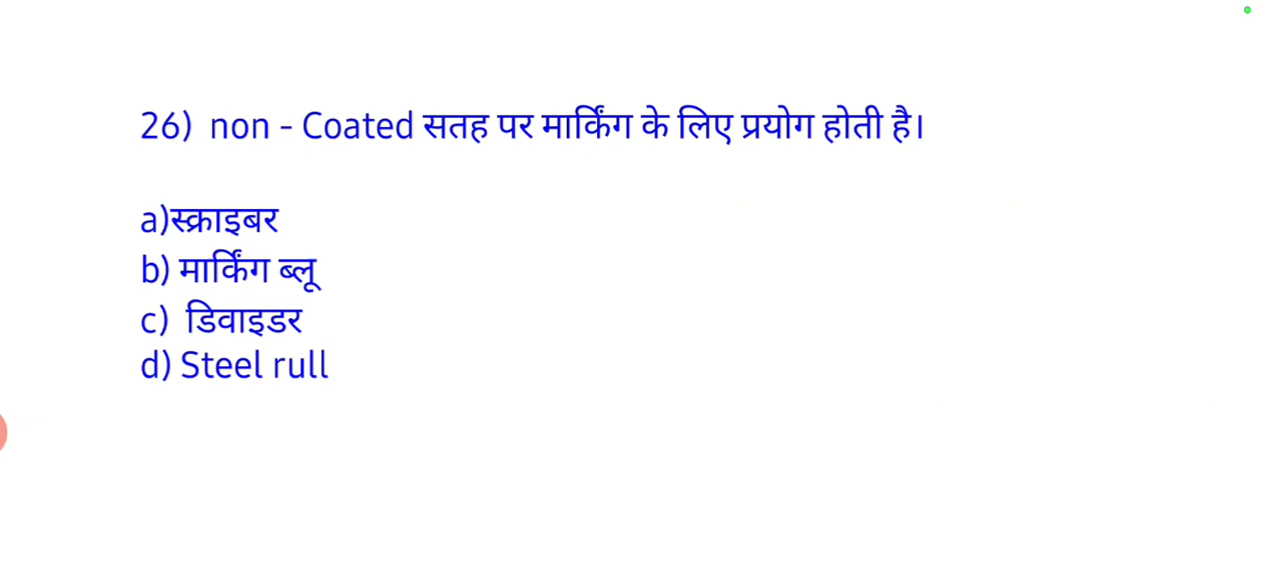 26) non - Coated सतह पर मार्किंग के लिए प्रयोग होती है।
a)स्क्राइबर
b) मार्किंग ब्लू
c) डिवाइडर
d) Steel rull